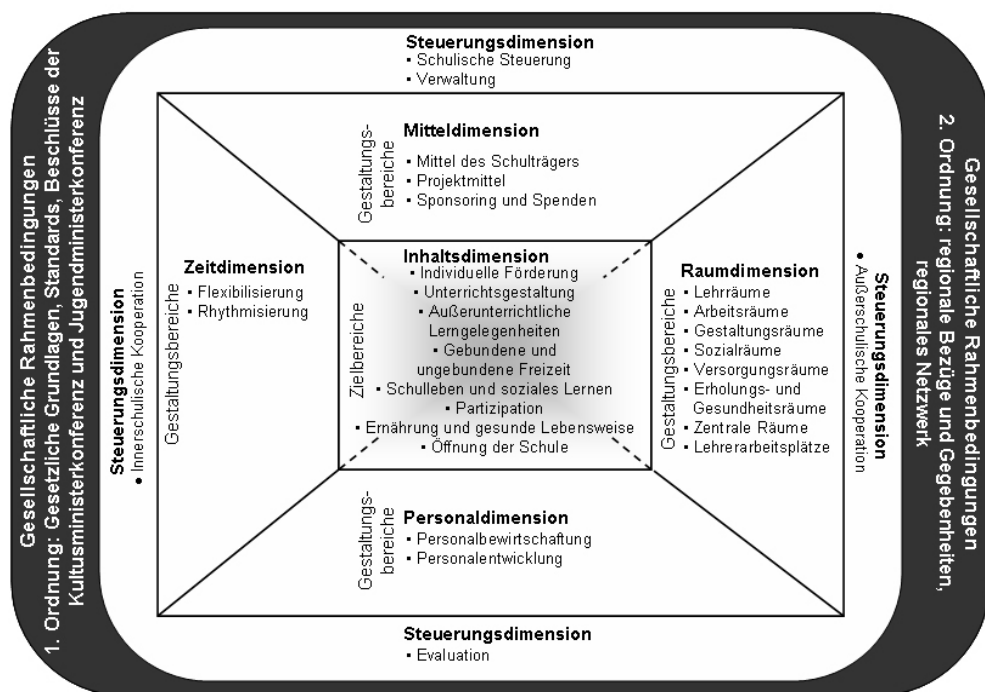 Gesellschaftliche Rahmenbedingungen
1. Ordnung: Gesetzliche Grundlagen, Standards, Beschlüsse der
Kultusministerkonferenz und Jugendministerkonferenz
Steuerungsdimension
▪ Schulische Steuerung
▪ Verwaltung
Steuerungsdimension
• Innerschulische Kooperation
Gestaltungs-
bereiche
Mitteldimension
▪ Mittel des Schulträgers
▪ Projektmittel
▪ Sponsoring und Spenden
Gestaltungsbereiche
Zeitdimension
▪ Flexibilisierung
▪ Rhythmisierung
Zielbereiche
Inhaltsdimension
▪ Individuelle Förderung
▪ Unterrichtsgestaltung
▪ Außerunterrichtliche
Lerngelegenheiten
▪ Gebundene und
ungebundene Freizeit
▪ Schulleben und soziales Lernen
▪ Partizipation
▪ Ernährung und gesunde Lebensweise
▪ Öffnung der Schule
Gestaltungsbereiche
Raumdimension
▪ Lehrräume
▪ Arbeitsräume
▪ Gestaltungsräume
▪ Sozialräume
▪ Versorgungsräume
▪ Erholungs- und
Gesundheitsräume
▪ Zentrale Räume
▪ Lehrerarbeitsplätze
Gestaltungs-
bereiche
Personaldimension
▪ Personalbewirtschaftung
▪ Personalentwicklung
Steuerungsdimension
▪ Evaluation
Steuerungsdimension
• Außerschulische Kooperation
Gesellschaftliche Rahmenbedingungen
2. Ordnung: regionale Bezüge und Gegebenheiten,
regionales Netzwerk